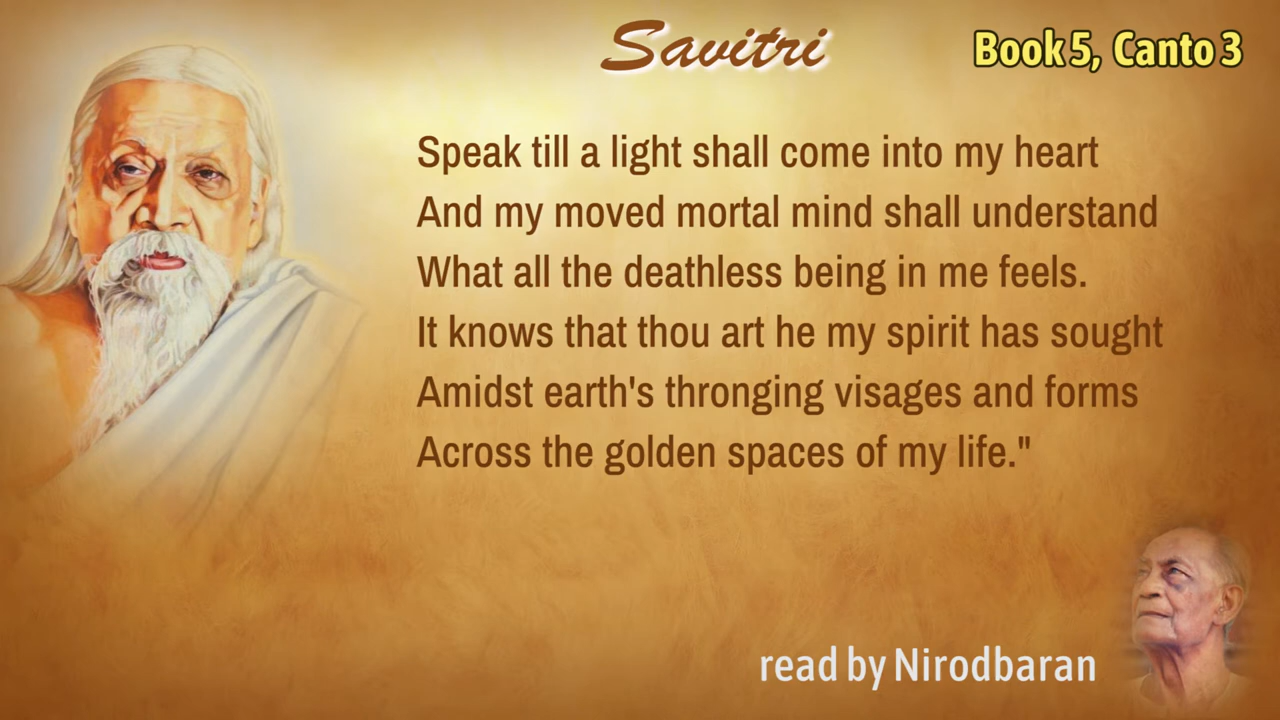 Savitri
Book 5, Canto 3
Speak till a light shall come into my heart
And my moved mortal mind shall understand
What all the deathless being in me feels.
It knows that thou art he my spirit has sought
Amidst earth's thronging visages and forms
Across the golden spaces of my life."
read by Nirodbaran